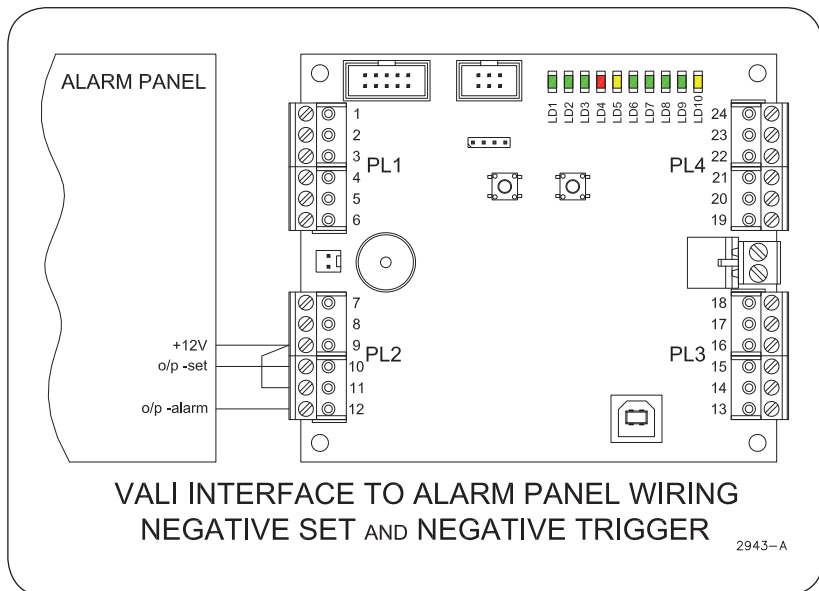 ALARM PANEL
LD1
LD2
LD3
LD4
LD5
LD6
LD7
LD8
LD9
LD10
1
2
3
PL1
4
5
6
24
23
22
PL4
21
20
19
7
8
9
PL2
10
11
12
18
17
16
PL3
15
14
13
+12V
o/p -set
o/p -alarm
VALI INTERFACE TO ALARM PANEL WIRING
NEGATIVE SET AND NEGATIVE TRIGGER
2943-A